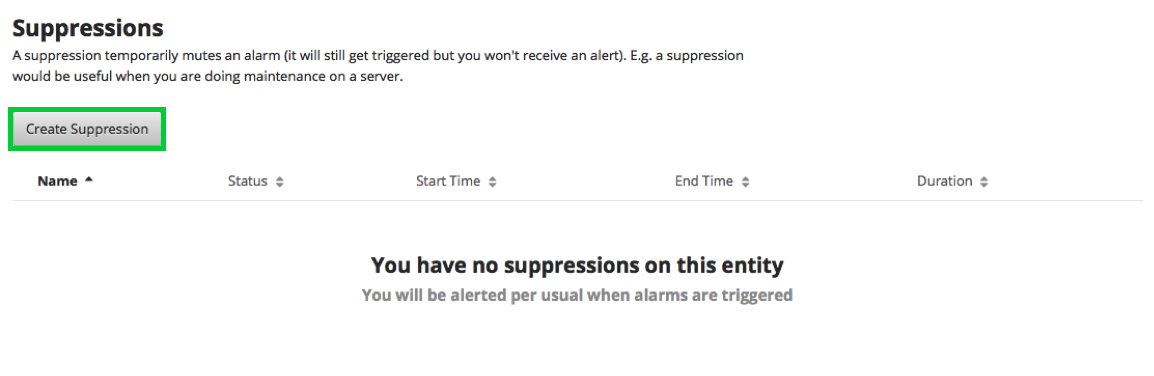 Suppressions
A suppression temporarily mutes an alarm (it will still get triggered but you won't receive an alert). E.g. a suppression
would be useful when you are doing maintenance on a server.
Create Suppression
Name Status Start Time End Time Duration
You have no suppressions on this entity
You will be alerted per usual when alarms are triggered